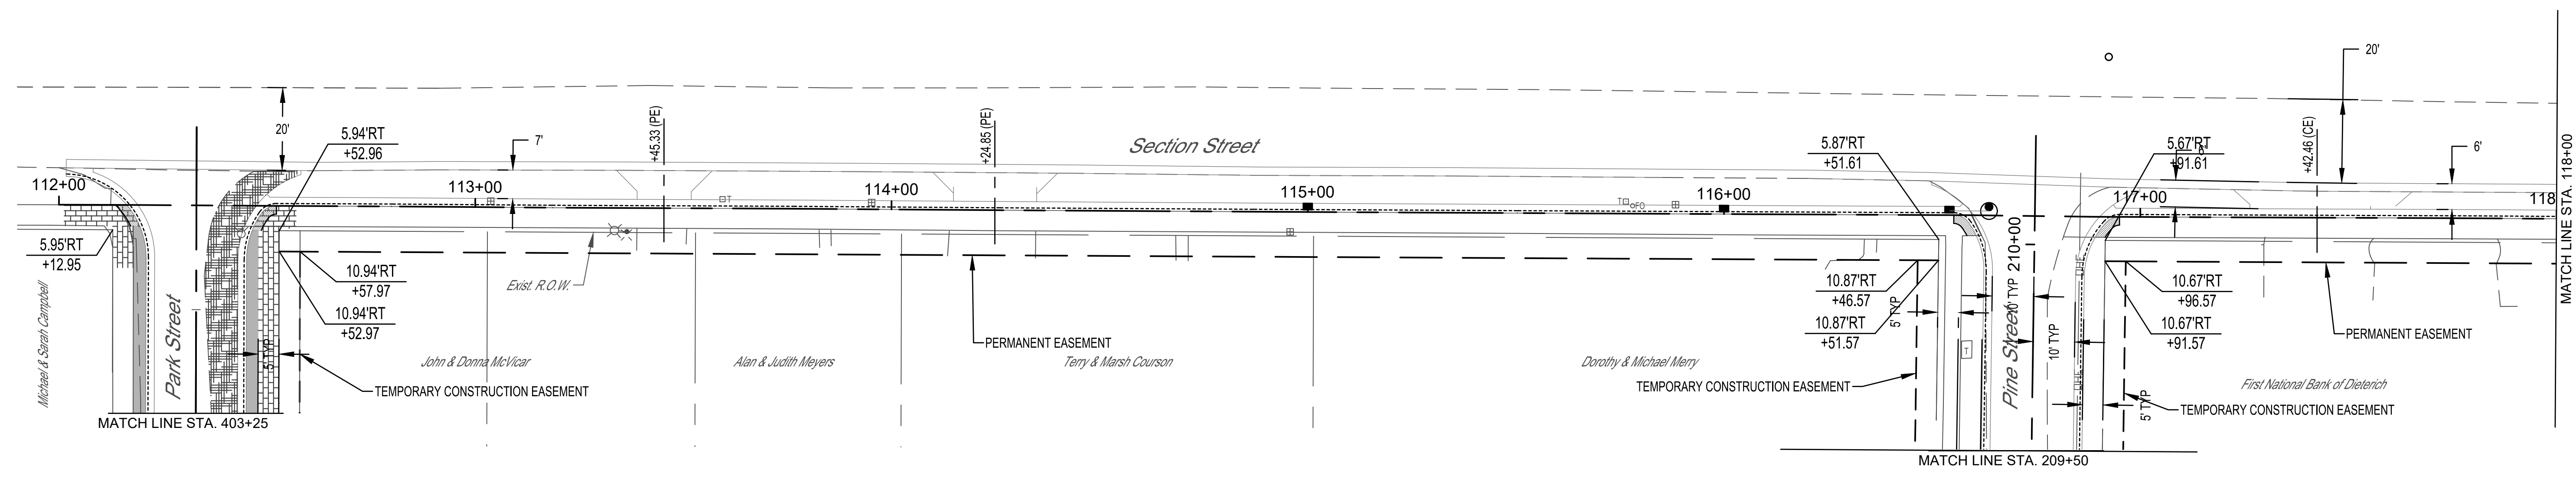 20'
Section Street
20'
7'
5.94'RT
+52.96
+45.33 (PE)
+24.85 (PE)
5.87'RT
+51.61
5.67'RT
+91.61
6'
+42.46 (CE)
6'
MATCH LINE STA. 118+00
112+00
113+00
114+00
115+00
116+00
117+00
118
T
T
FO
5.95'RT
+12.95
10.94'RT
+57.97
10.94'RT
+52.97
Exist. R.O.W.
PERMANENT EASEMENT
10.87'RT
+46.57
10.87'RT
+51.57
5' TYP
210+00
10' TYP
10.67'RT
+96.57
10.67'RT
+91.57
PERMANENT EASEMENT
Michael & Sarah Campbell
Park Street
5' TYP
John & Donna McVicar
Alan & Judith Meyers
Terry & Marsh Courson
Dorothy & Michael Merry
T
Pine Street
10' TYP
First National Bank of Dieterich
TEMPORARY CONSTRUCTION EASEMENT
TEMPORARY CONSTRUCTION EASEMENT
5' TYP
TEMPORARY CONSTRUCTION EASEMENT
MATCH LINE STA. 403+25
MATCH LINE STA. 209+50